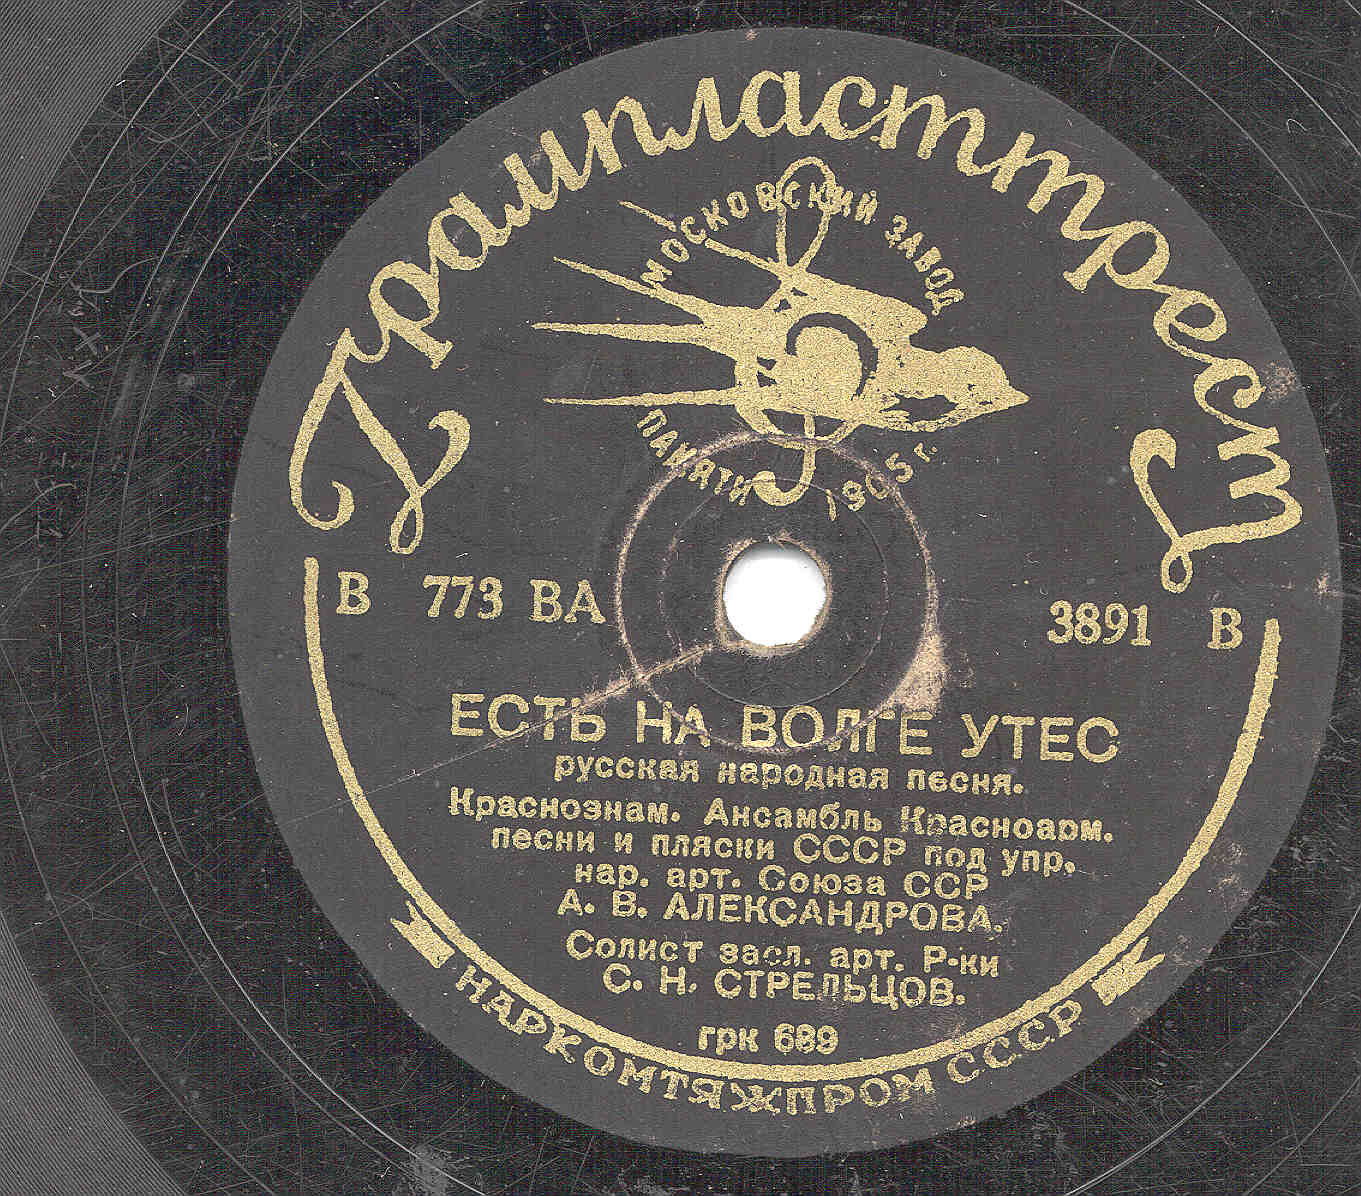 Грампласттрест
МОСКОВСКИЙ ЗАВОД
ПАМЯТИ 1905 г.
В 773 ВА 3891 В
ЕСТЬ НА ВОЛГЕ УТЕС
русская народная песня.
Краснознам. Ансамбль Красноарм.
песни и пляски СССР под упр.
нар. арт. Союза ССР
А. В. АЛЕКСАНДРОВА.
Солист засл. арт. Р-ки
С. Н. СТРЕЛЬЦОВ.
грк 689
НАРКОМТЯЖПРОМ СССР